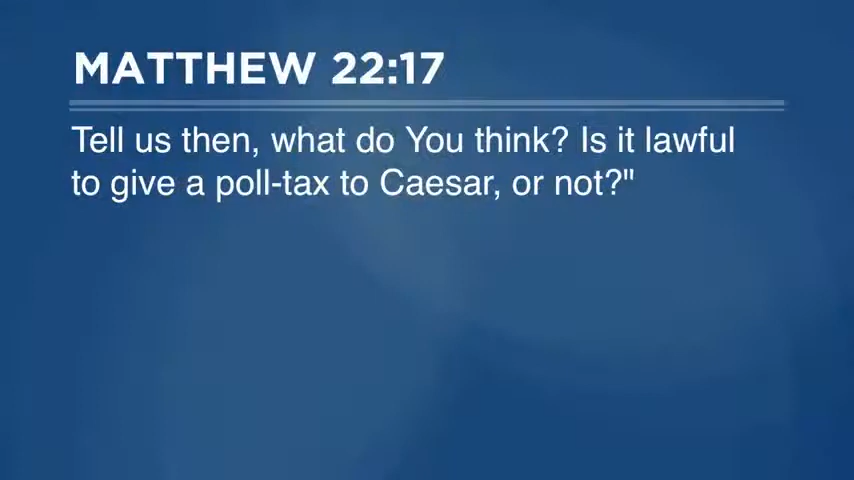 MATTHEW 22:17
Tell us then, what do You think? Is it lawful
to give a poll-tax to Caesar, or not?"